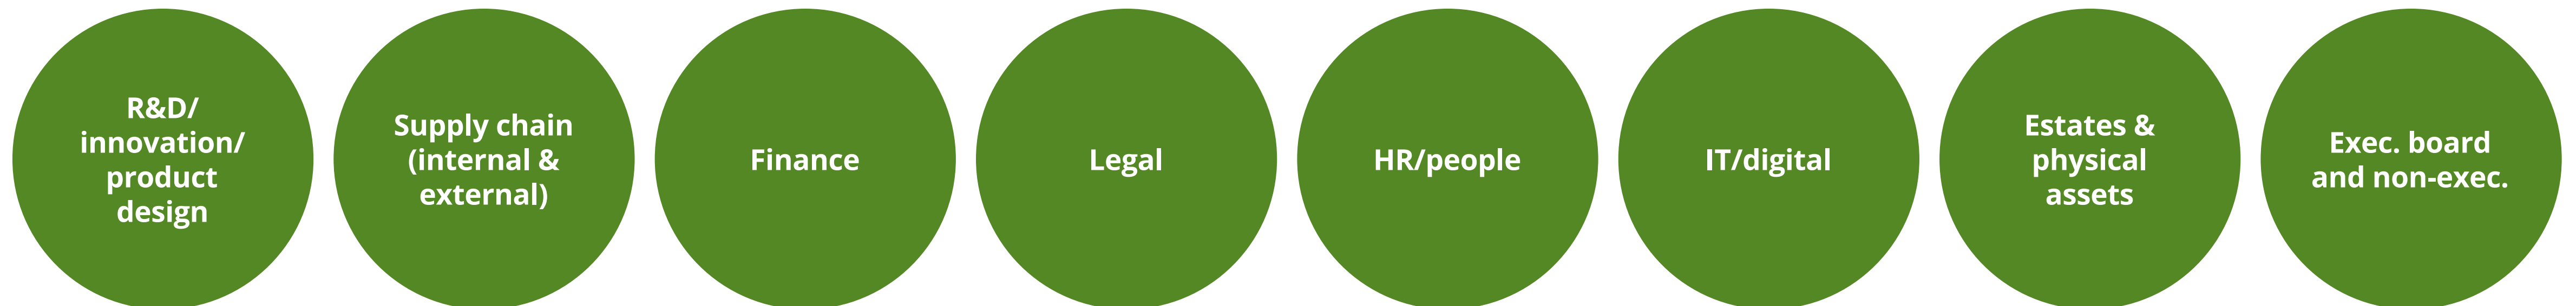 R&D/
innovation/
product
design
Supply chain
(internal &
external)
Finance
Legal
HR/people
IT/digital
Estates &
physical
assets
Exec. board
and non-exec.